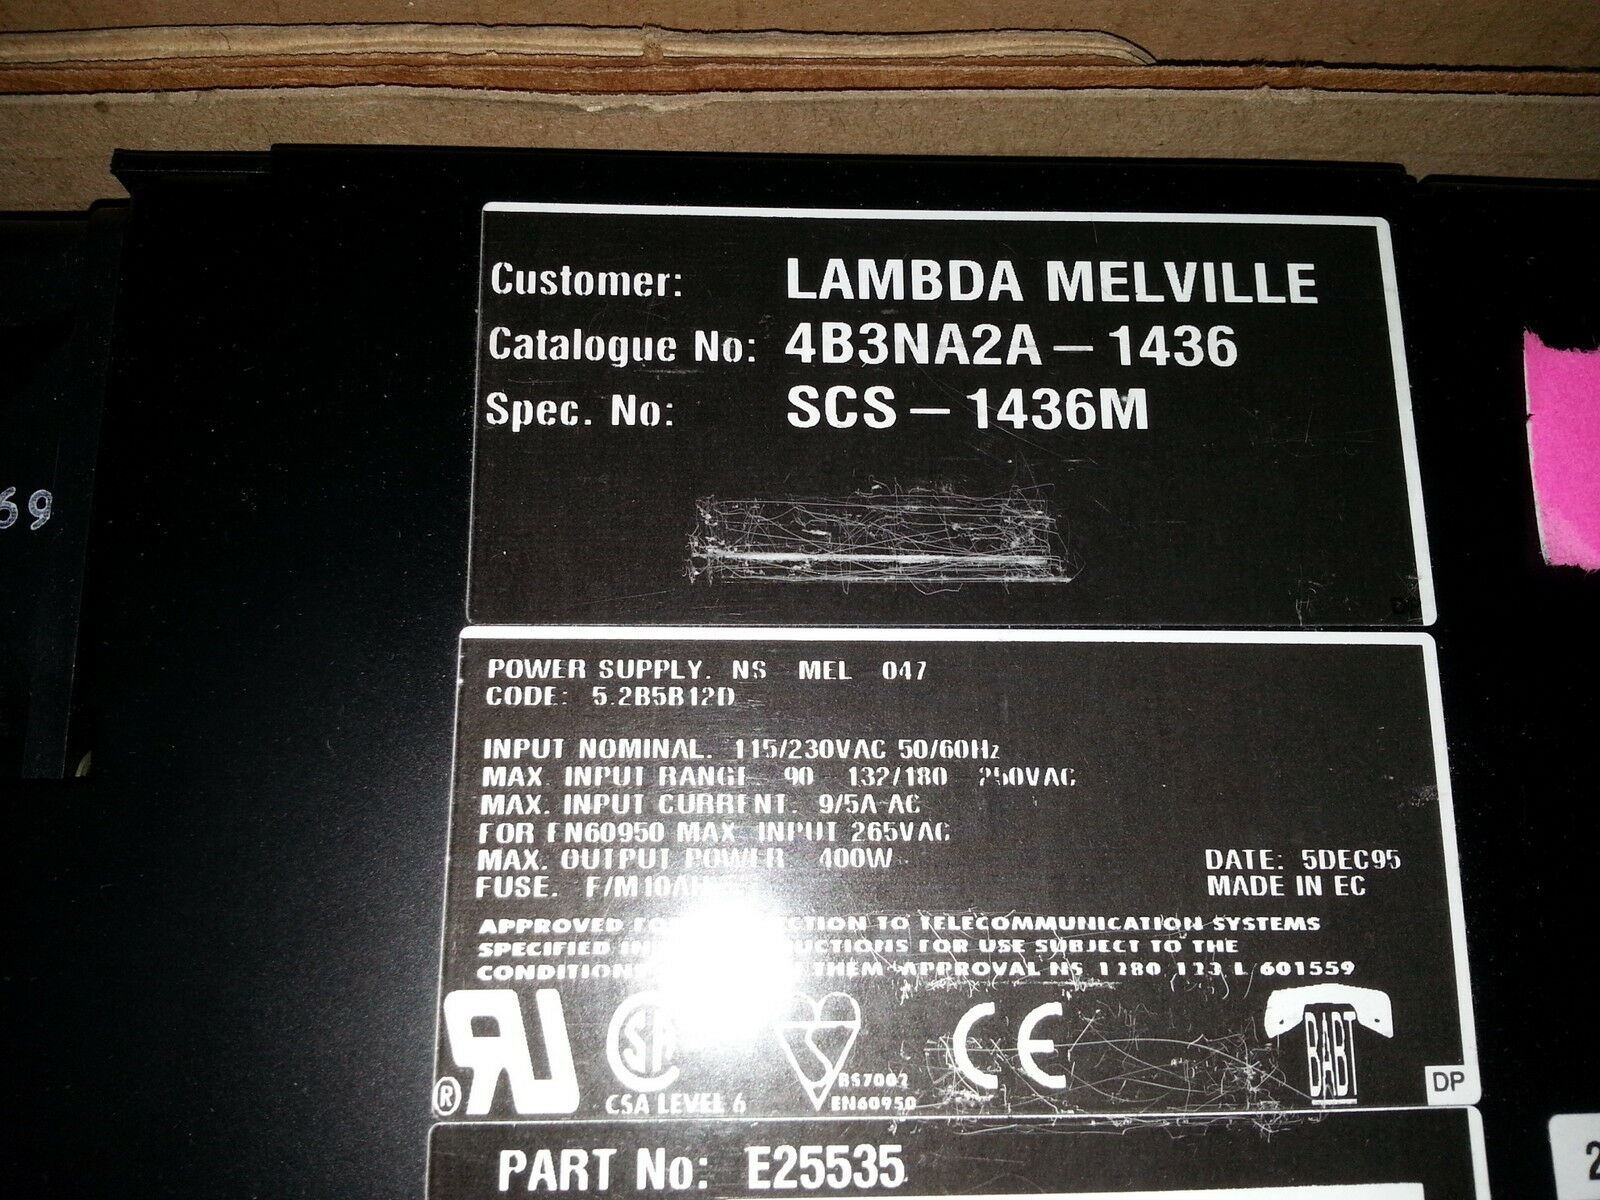 Customer: LAMBDA MELVILLE
Catalogue No: 4B3NA2A - 1436
Spec. No: SCS - 1436M
69
POWER SUPPLY. NS MEL 047
CODE: 5.2B5B12D
INPUT NOMINAL. 115/230VAC 50/60Hz
MAX. INPUT RANGE 90 132/180 250VAC
MAX. INPUT CURRENT. 9/5A AC
FOR EN60950 MAX. INPUT 265VAC
MAX. OUTPUT POWER 400W
FUSE. F/M10AH
DATE: 5DEC95
MADE IN EC
APPROVED TO TELECOMMUNICATION SYSTEMS
SPECIFIED FOR USE SUBJECT TO THE
THEM APPROVAL NS 1280 123 L 601559
®
CSA LEVEL 6
BS7002
EN60950
CE
BABT
DP
PART No: E25535
2